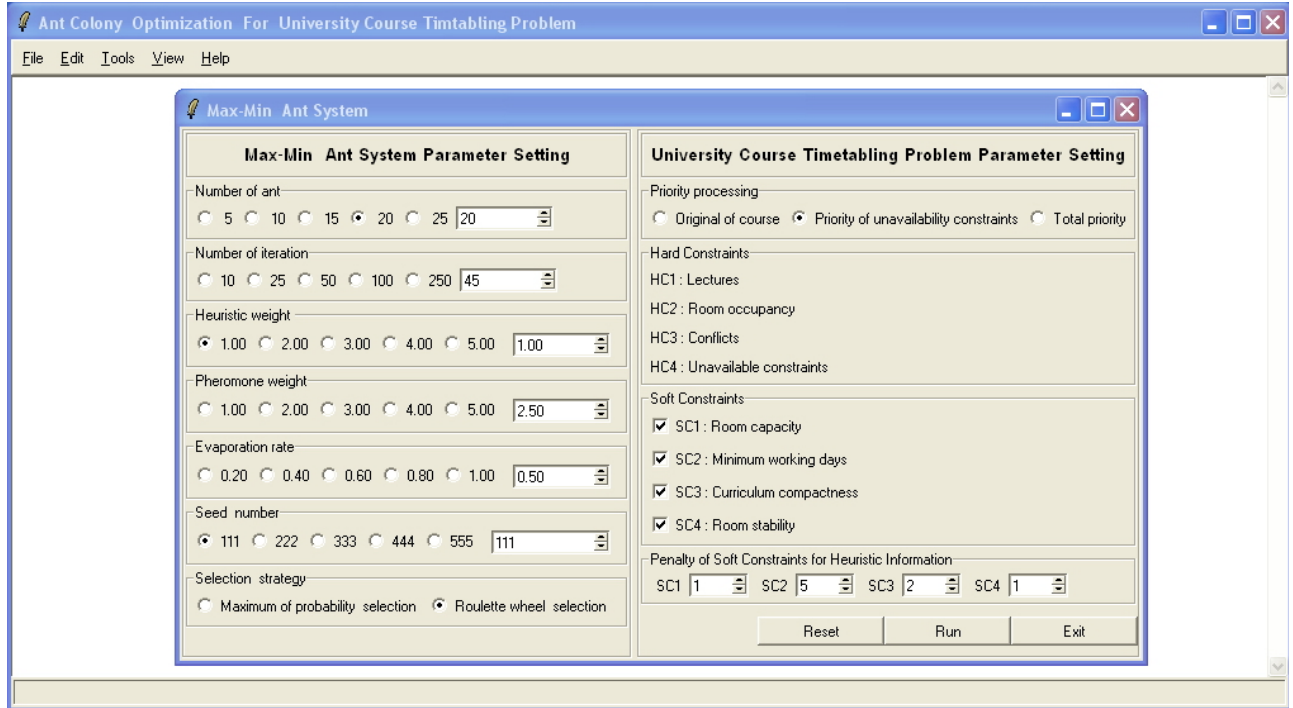 Ant Colony Optimization For University Course Timtabling Problem
File Edit Tools View Help
Max-Min Ant System
Max-Min Ant System Parameter Setting
Number of ant
5 10 15 20 25 20
Number of iteration
10 25 50 100 250 45
Heuristic weight
1.00 2.00 3.00 4.00 5.00 1.00
Pheromone weight
1.00 2.00 3.00 4.00 5.00 2.50
Evaporation rate
0.20 0.40 0.60 0.80 1.00 0.50
Seed number
111 222 333 444 555 111
Selection strategy
Maximum of probability selection Roulette wheel selection
University Course Timetabling Problem Parameter Setting
Priority processing
Original of course Priority of unavailability constraints Total priority
Hard Constraints
HC1 : Lectures
HC2 : Room occupancy
HC3 : Conflicts
HC4 : Unavailable constraints
Soft Constraints
SC1 : Room capacity
SC2 : Minimum working days
SC3 : Curriculum compactness
SC4 : Room stability
Penalty of Soft Constraints for Heuristic Information
SC1 1 SC2 5 SC3 2 SC4 1
Reset Run Exit